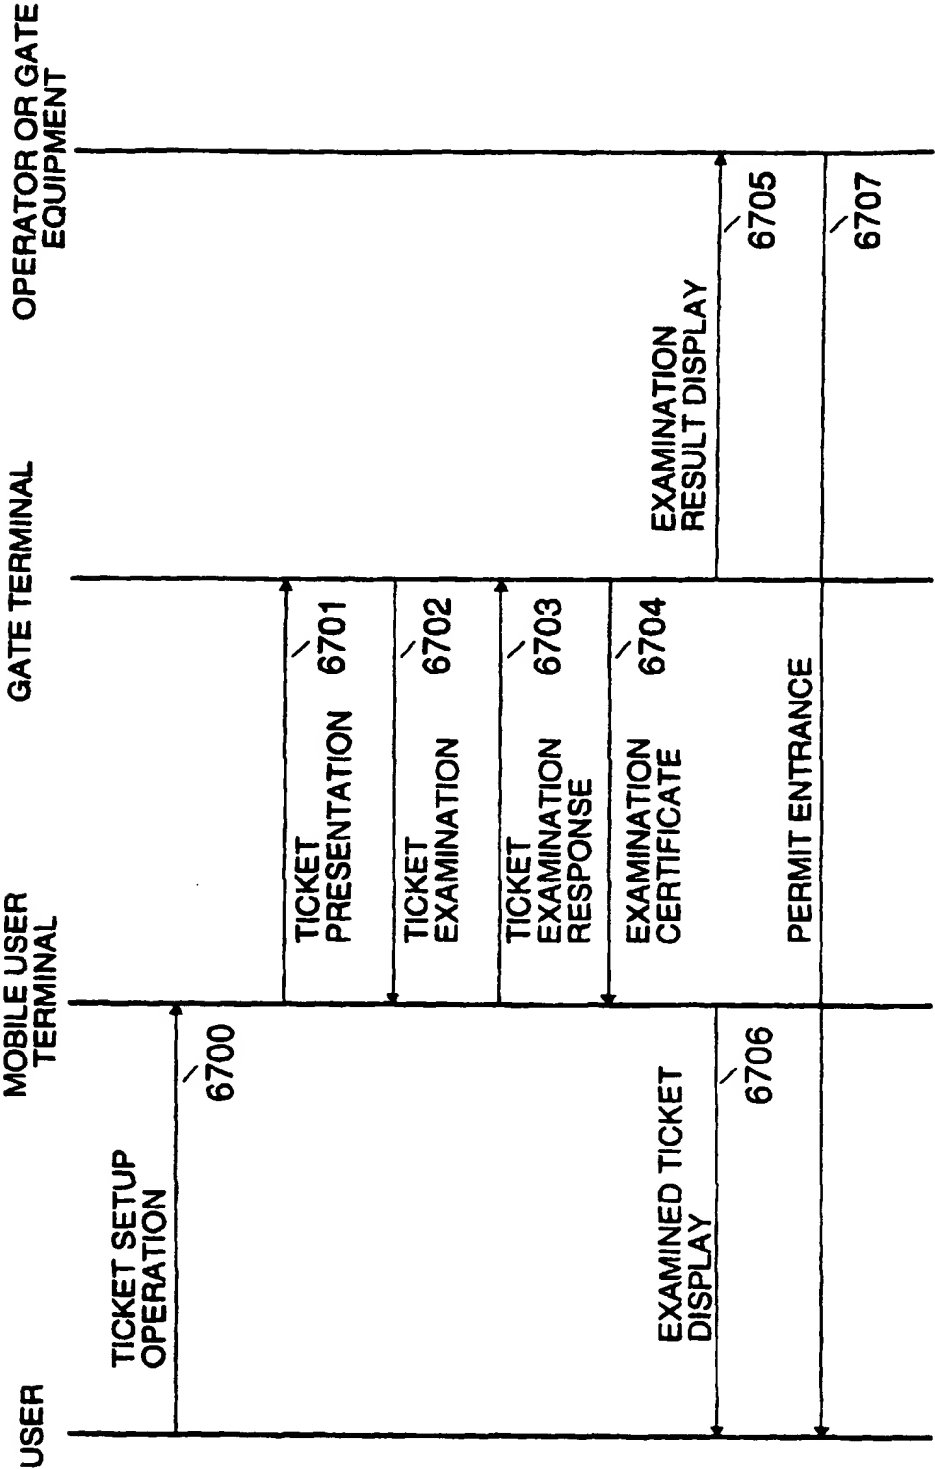 USER
MOBILE USER
TERMINAL
GATE TERMINAL
OPERATOR OR GATE
EQUIPMENT
TICKET SETUP
OPERATION
6700
TICKET
PRESENTATION
6701
TICKET
EXAMINATION
6702
TICKET
EXAMINATION
RESPONSE
6703
EXAMINATION
CERTIFICATE
6704
EXAMINED TICKET
DISPLAY
6706
EXAMINATION
RESULT DISPLAY
6705
PERMIT ENTRANCE
6707